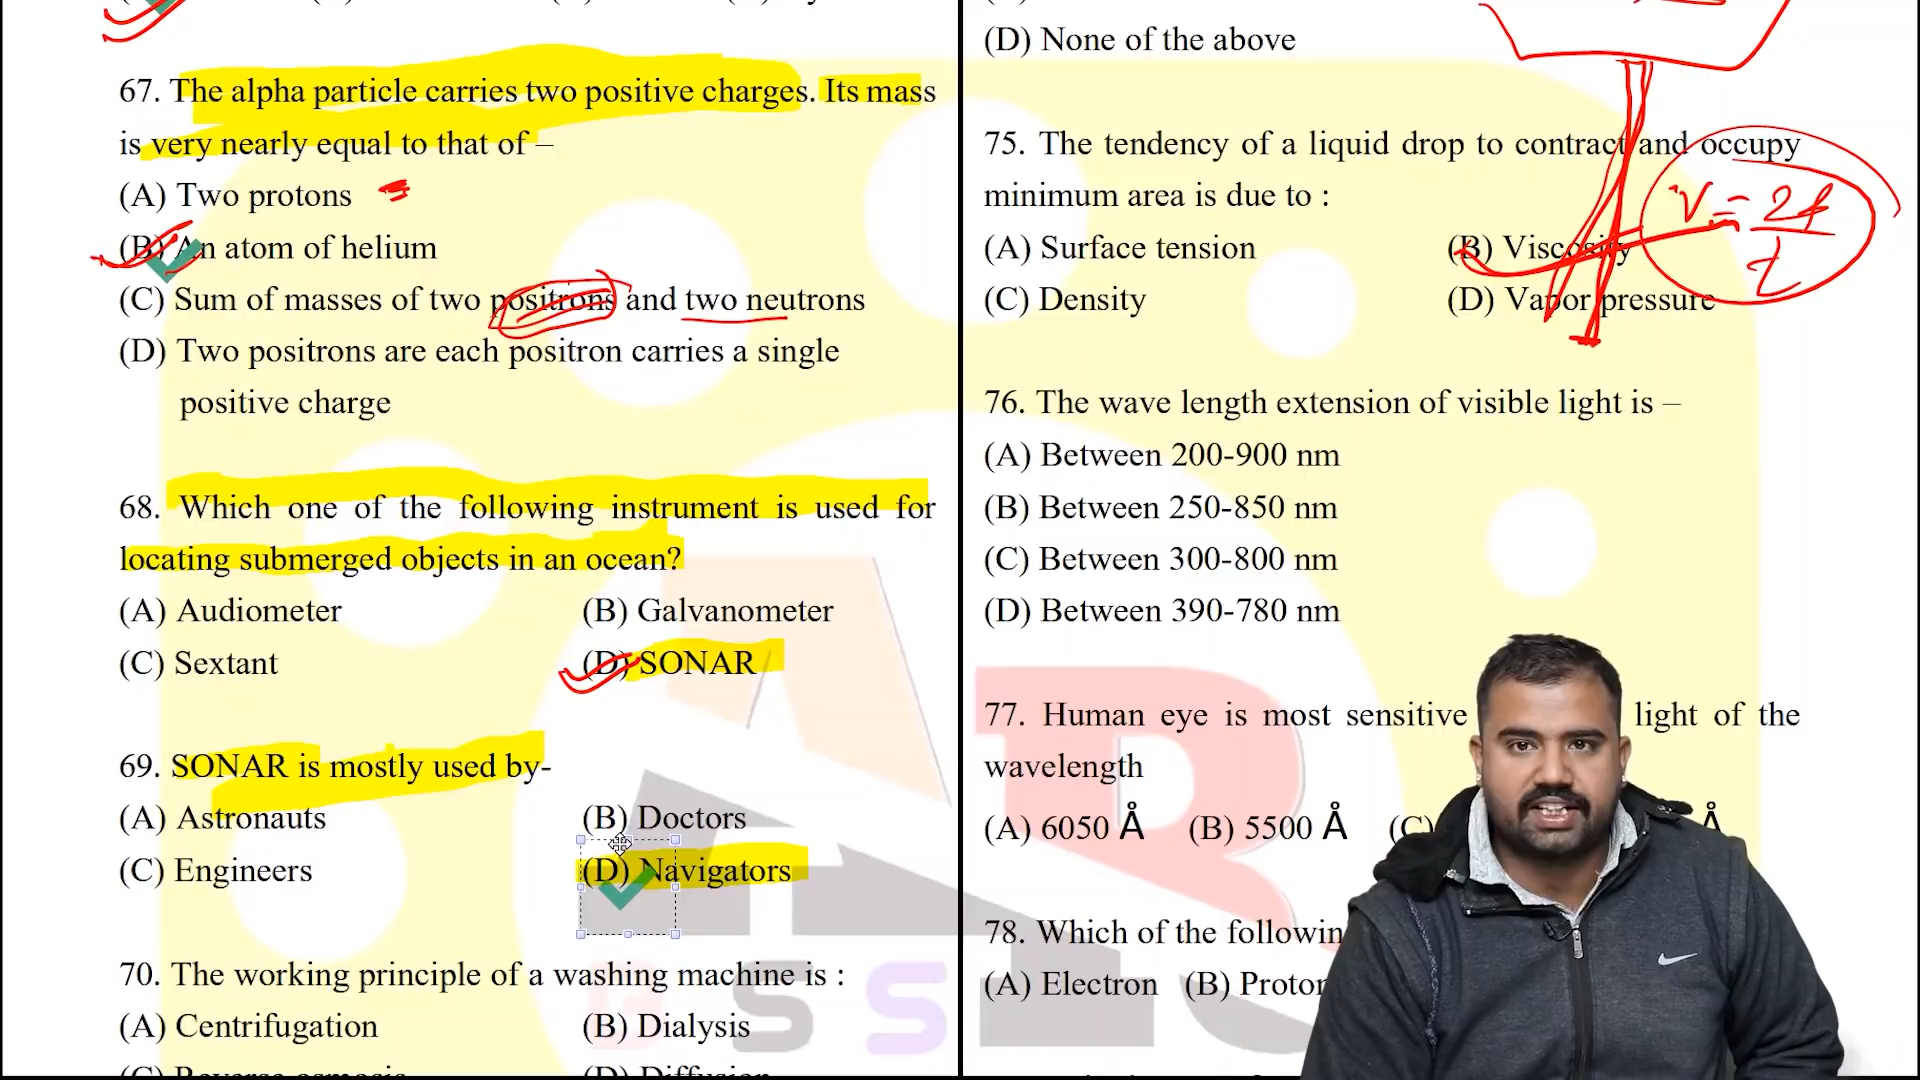 67. The alpha particle carries two positive charges. Its mass
is very nearly equal to that of –
(A) Two protons
(B) An atom of helium
(C) Sum of masses of two positrons and two neutrons
(D) Two positrons are each positron carries a single
positive charge
68. Which one of the following instrument is used for
locating submerged objects in an ocean?
(A) Audiometer (B) Galvanometer
(C) Sextant (D) SONAR
69. SONAR is mostly used by-
(A) Astronauts (B) Doctors
(C) Engineers (D) Navigators
70. The working principle of a washing machine is :
(A) Centrifugation (B) Dialysis
(C) Reverse osmosis (D) Diffusion
(D) None of the above
75. The tendency of a liquid drop to contract and occupy
minimum area is due to :
(A) Surface tension (B) Viscosity
(C) Density (D) Vapor pressure
76. The wave length extension of visible light is –
(A) Between 200-900 nm
(B) Between 250-850 nm
(C) Between 300-800 nm
(D) Between 390-780 nm
77. Human eye is most sensitive light of the
wavelength
(A) 6050 Å (B) 5500 Å (C) Å
78. Which of the followin
(A) Electron (B) Proton